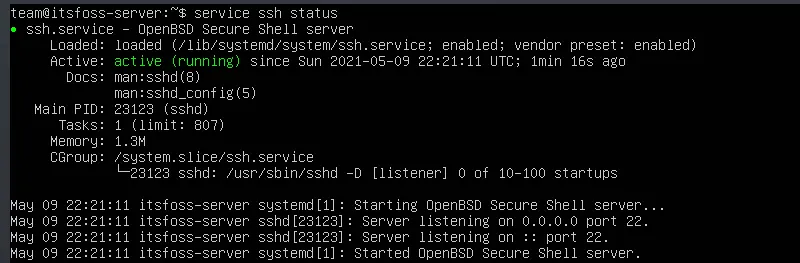 team@itsfoss-server:~$ service ssh status
● ssh.service - OpenBSD Secure Shell server
Loaded: loaded (/lib/systemd/system/ssh.service; enabled; vendor preset: enabled)
Active: active (running) since Sun 2021-05-09 22:21:11 UTC; 1min 16s ago
Docs: man:sshd(8)
man:sshd_config(5)
Main PID: 23123 (sshd)
Tasks: 1 (limit: 807)
Memory: 1.3M
CGroup: /system.slice/ssh.service
└─23123 sshd: /usr/sbin/sshd -D [listener] 0 of 10-100 startups
May 09 22:21:11 itsfoss-server systemd[1]: Starting OpenBSD Secure Shell server...
May 09 22:21:11 itsfoss-server sshd[23123]: Server listening on 0.0.0.0 port 22.
May 09 22:21:11 itsfoss-server sshd[23123]: Server listening on :: port 22.
May 09 22:21:11 itsfoss-server systemd[1]: Started OpenBSD Secure Shell server.